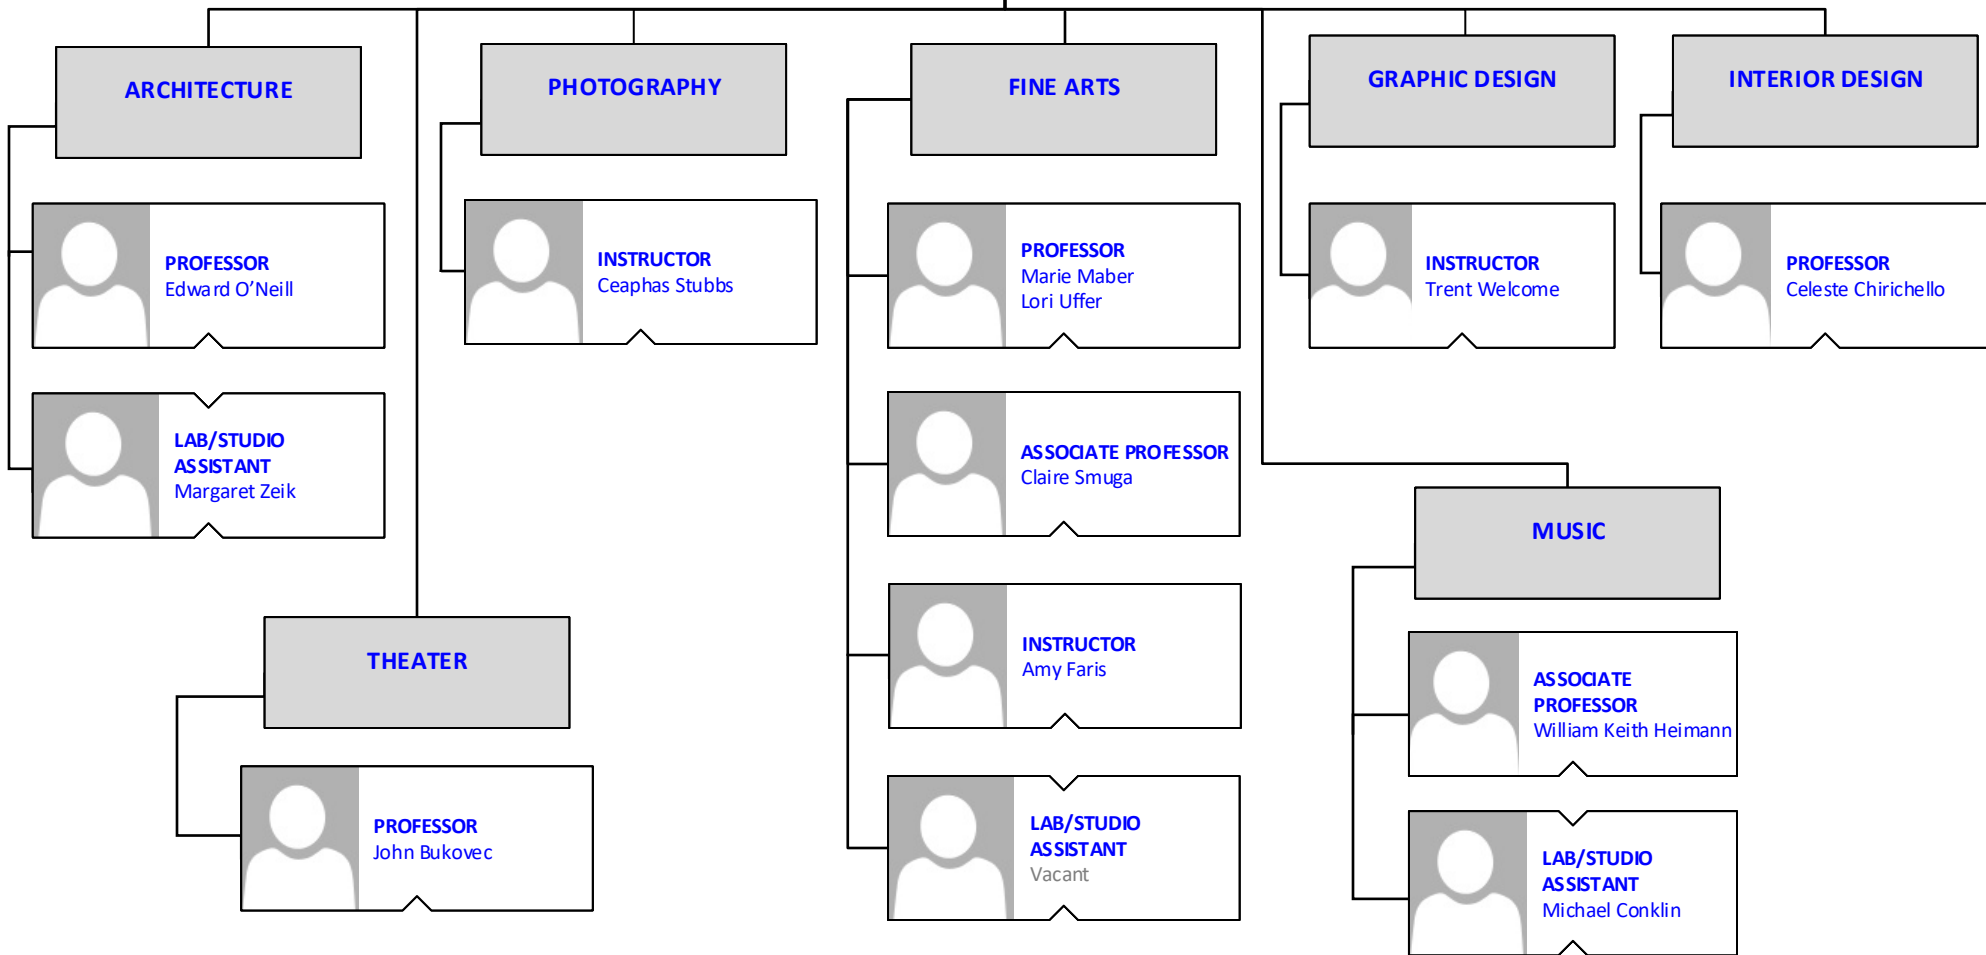 ARCHITECTURE
PROFESSOR
Edward O’Neill
LAB/STUDIO
ASSISTANT
Margaret Zeik
THEATER
PROFESSOR
John Bukovec
PHOTOGRAPHY
INSTRUCTOR
Ceaphas Stubbs
FINE ARTS
PROFESSOR
Marie Maber
Lori Uffer
ASSOCIATE PROFESSOR
Claire Smuga
INSTRUCTOR
Amy Faris
LAB/STUDIO
ASSISTANT
Vacant
GRAPHIC DESIGN
INSTRUCTOR
Trent Welcome
INTERIOR DESIGN
PROFESSOR
Celeste Chirichello
MUSIC
ASSOCIATE
PROFESSOR
William Keith Heimann
LAB/STUDIO
ASSISTANT
Michael Conklin